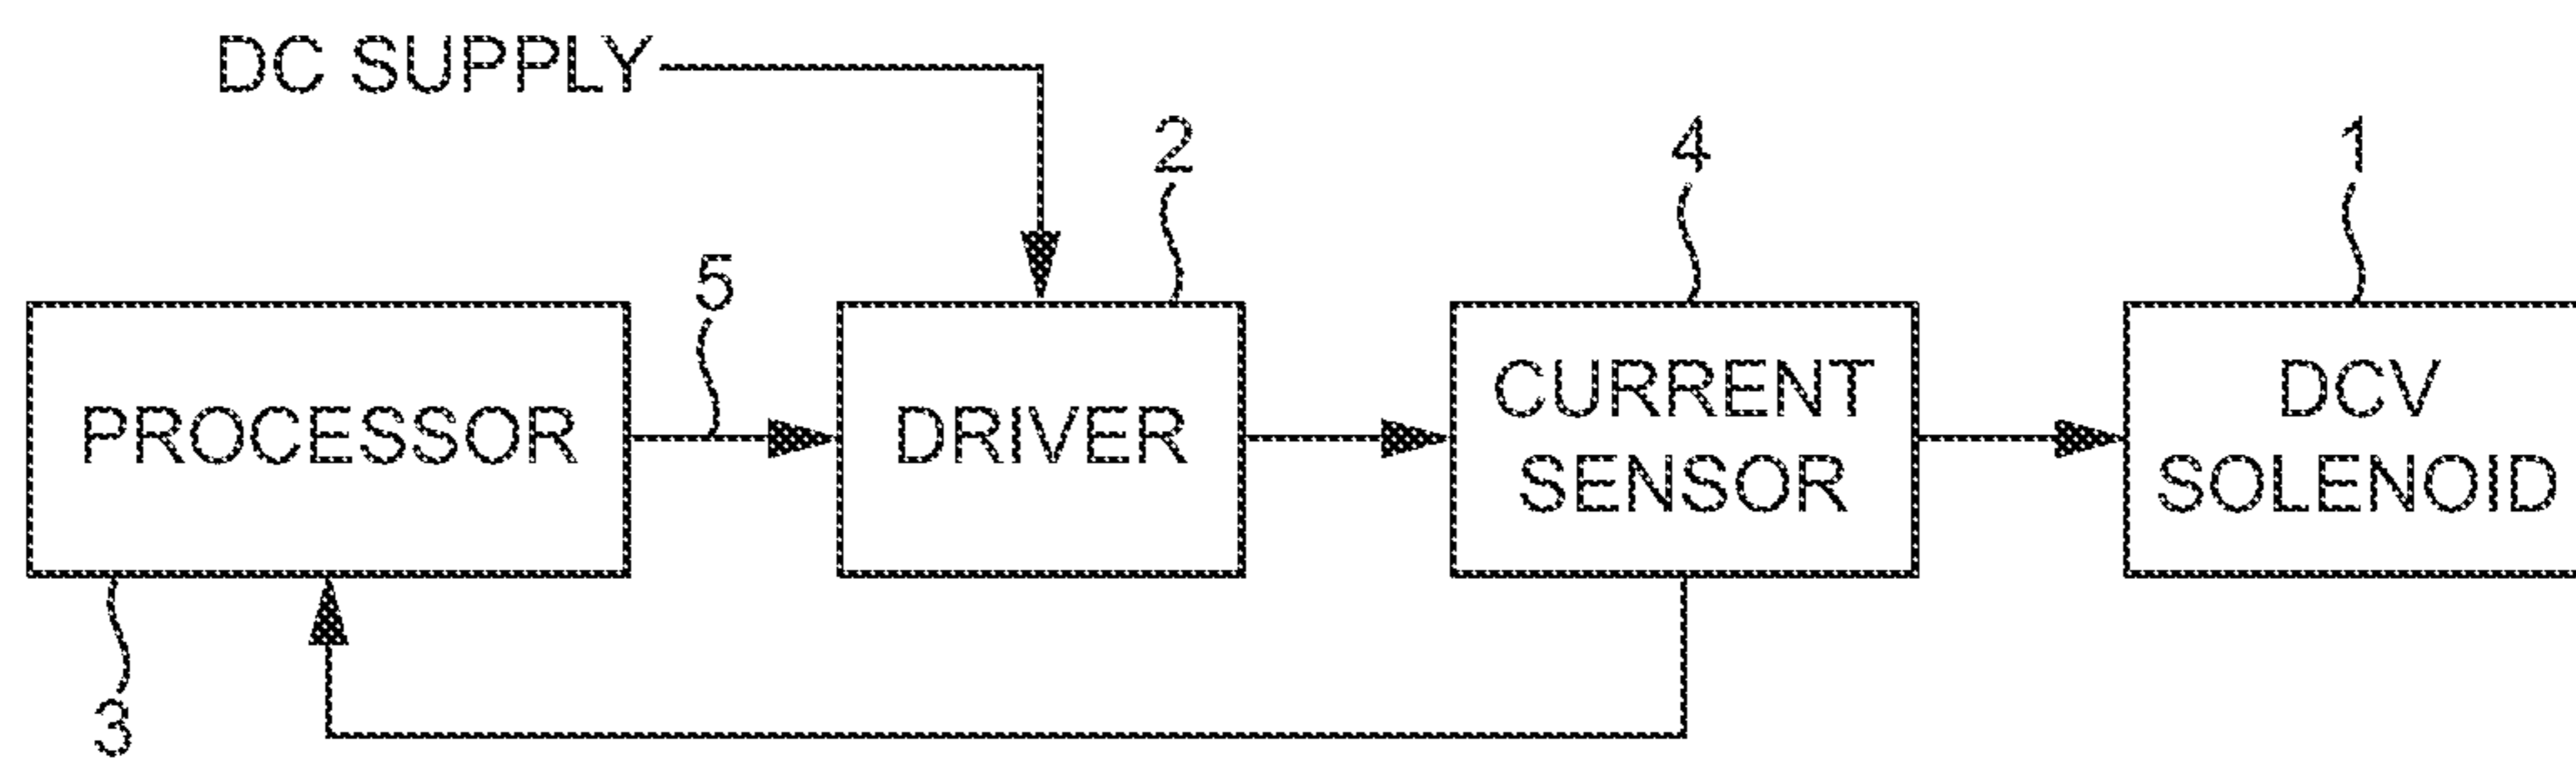 DC SUPPLY
2
4
1
5
PROCESSOR
DRIVER
CURRENT
SENSOR
DCV
SOLENOID
3